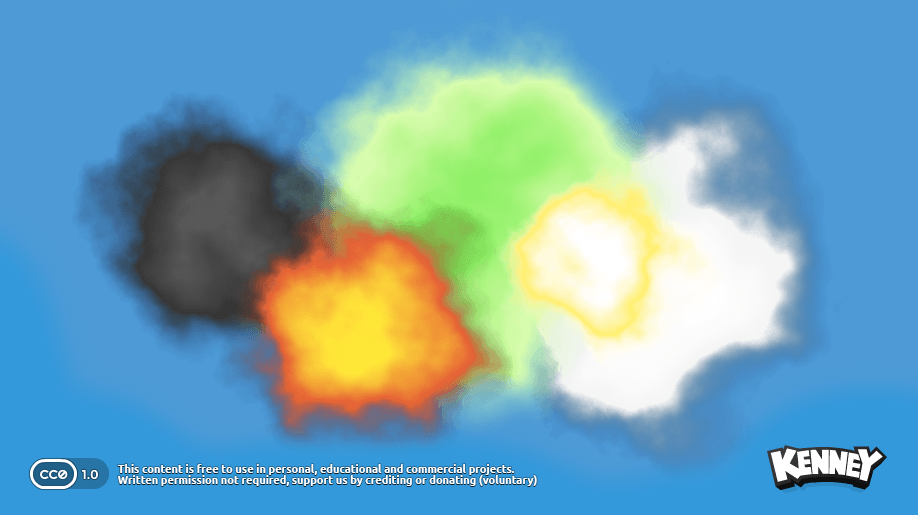 CC0 1.0
This content is free to use in personal, educational and commercial projects.
Written permission not required, support us by crediting or donating (voluntary)
KENNEY